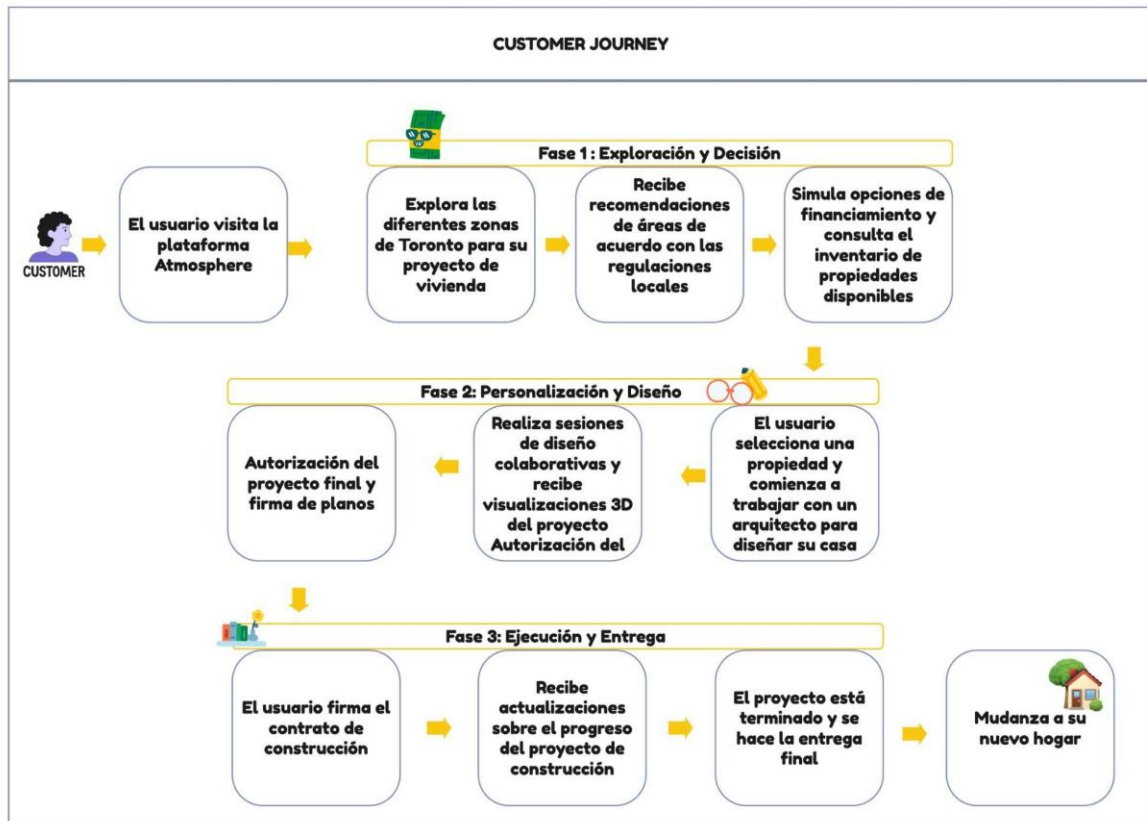 CUSTOMER JOURNEY
CUSTOMER
El usuario visita la
plataforma
Atmosphere
Fase 1 : Exploración y Decisión
Explora las
diferentes zonas
de Toronto para su
proyecto de
vivienda
Recibe
recomendaciones
de áreas de
acuerdo con las
regulaciones
locales
Simula opciones de
financiamiento y
consulta el
inventario de
propiedades
disponibles
Fase 2: Personalización y Diseño
El usuario
selecciona una
propiedad y
comienza a
trabajar con un
arquitecto para
diseñar su casa
Realiza sesiones
de diseño
colaborativas y
recibe
visualizaciones 3D
del proyecto
Autorización del
Autorización del
proyecto final y
firma de planos
Fase 3: Ejecución y Entrega
El usuario firma el
contrato de
construcción
Recibe
actualizaciones
sobre el progreso
del proyecto de
construcción
El proyecto está
terminado y se
hace la entrega
final
Mudanza a su
nuevo hogar